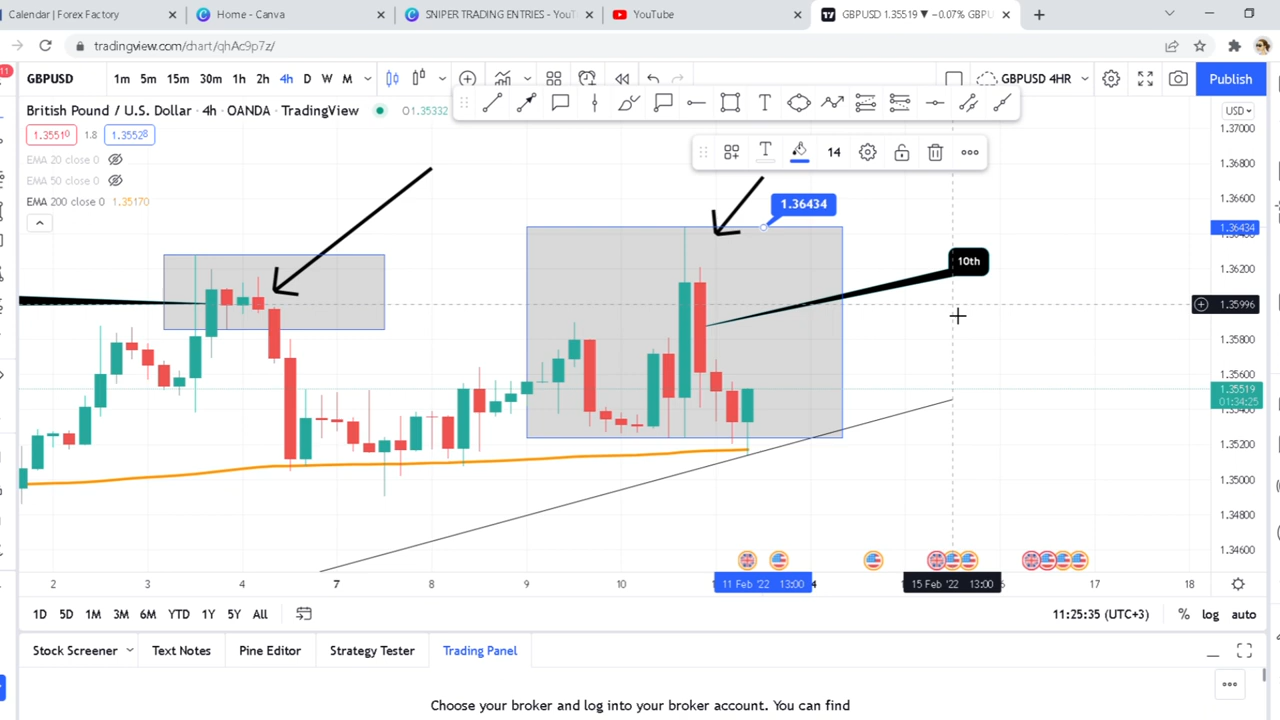 Calendar | Forex Factory
Home - Canva
SNIPER TRADING ENTRIES - YouT
YouTube
GBPUSD 1.35519 ▼ −0.07% GBPU
tradingview.com/chart/qhAc9p7z/
11
GBPUSD 1m 5m 15m 30m 1h 2h 4h D W M
GBPUSD 4HR
Publish
British Pound / U.S. Dollar · 4h · OANDA · TradingView
O1.35332
USD
1.35510 1.8 1.35528
EMA 20 close 0
EMA 50 close 0
EMA 200 close 0 1.35170
14
1.36434
10th
1.37000
1.36800
1.36600
1.36434
1.36200
1.35996
1.35800
1.35600
1.35519
01:34:25
1.35200
1.35000
1.34800
1.34600
2 3 4 7 8 9 10 11 Feb '22 13:00 4 15 Feb '22 13:00 17 18
1D 5D 1M 3M 6M YTD 1Y 5Y All
11:25:35 (UTC+3) % log auto
Stock Screener Text Notes Pine Editor Strategy Tester Trading Panel
Choose your broker and log into your broker account. You can find